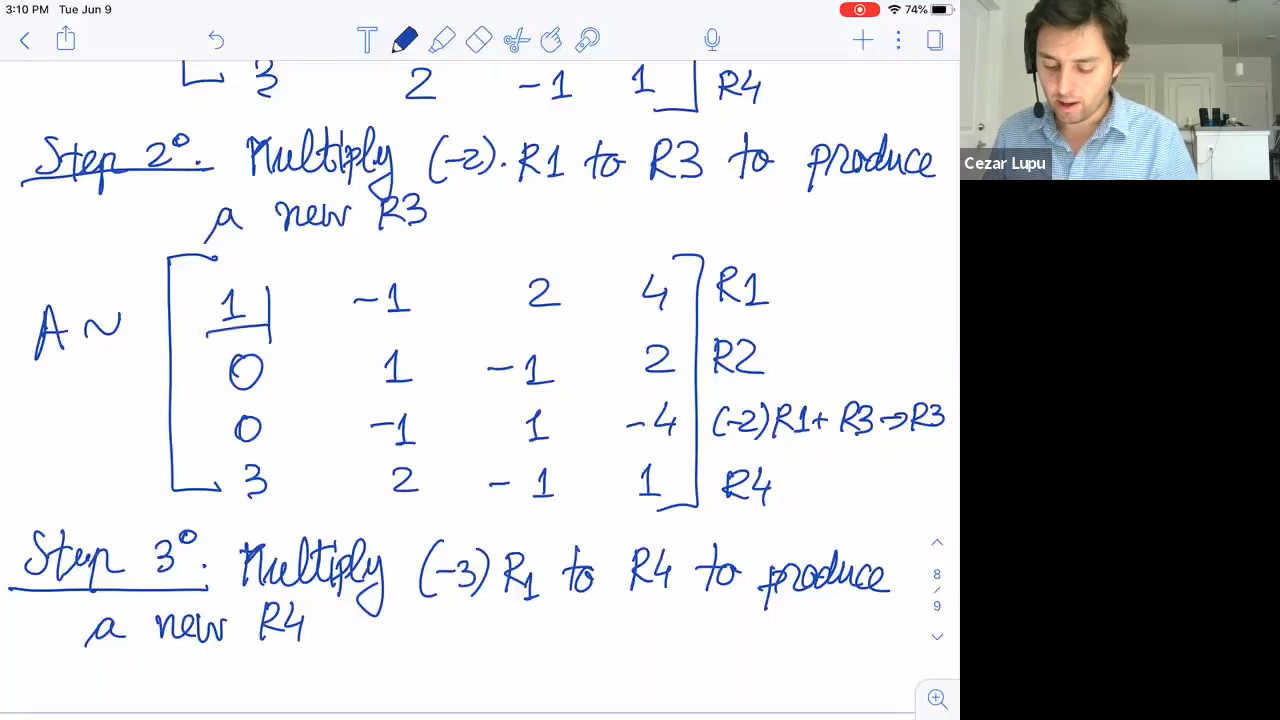 3:10 PM Tue Jun 9
74%
3 2 -1 1 R4
Step 2°. Multiply (-2)·R1 to R3 to produce
a new R3
A ~
1 -1 2 4 R1
0 1 -1 2 R2
0 -1 1 -4 (-2)R1+ R3→R3
3 2 -1 1 R4
Step 3°. Multiply (-3) R1 to R4 to produce
a new R4
8
/
9
Cezar Lupu